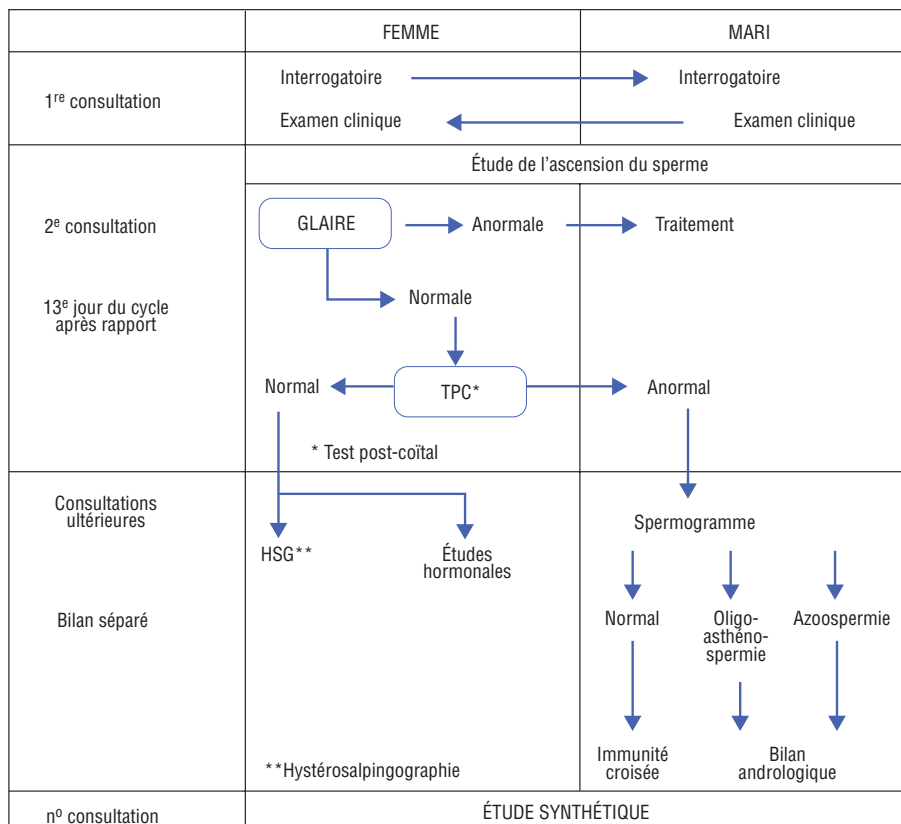 FEMME
MARI
1re consultation
Interrogatoire
Interrogatoire
Examen clinique
Examen clinique
Étude de l'ascension du sperme
2e consultation
GLAIRE
Anormale
Traitement
13e jour du cycle
après rapport
Normale
Normal
TPC*
Anormal
* Test post-coïtal
Consultations
ultérieures
Spermogramme
HSG**
Études
hormonales
Bilan séparé
Normal
Oligo-
asthéno-
spermie
Azoospermie
Immunité
croisée
Bilan
andrologique
**Hystérosalpingographie
no consultation
ÉTUDE SYNTHÉTIQUE